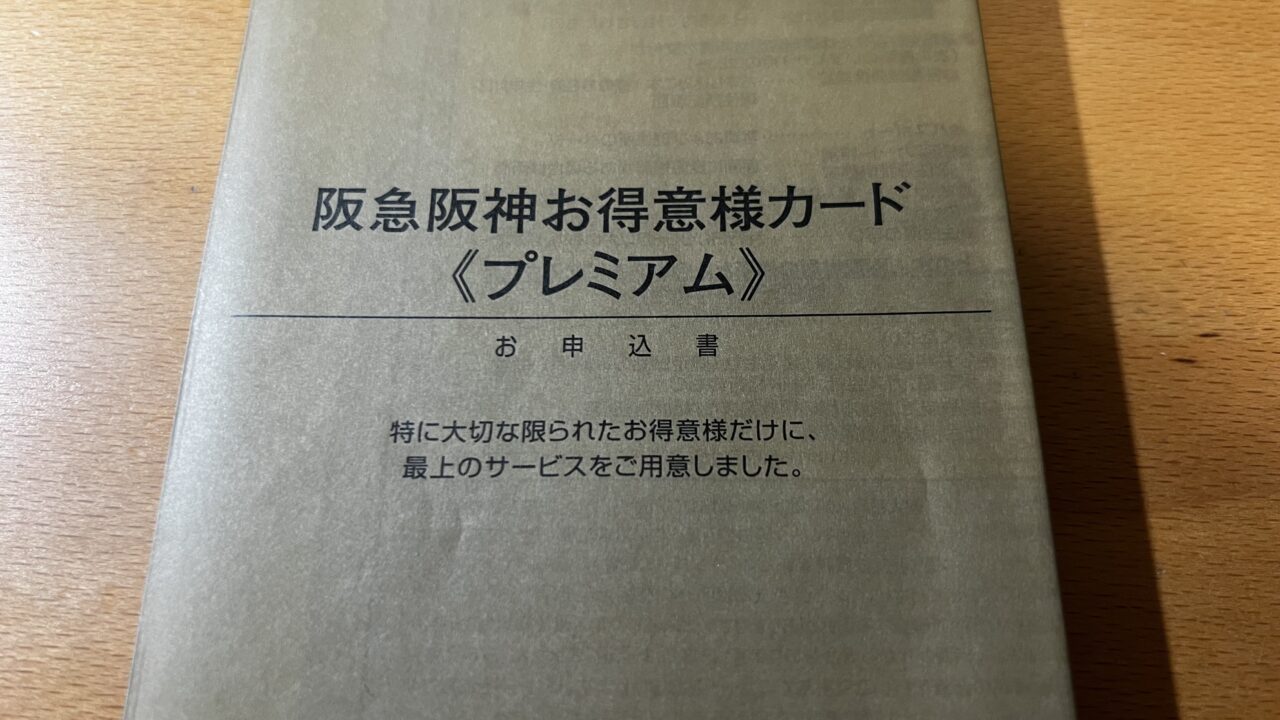 阪急阪神お得意様カード
《プレミアム》
お申込書
特に大切な限られたお得意様だけに、
最上のサービスをご用意しました。